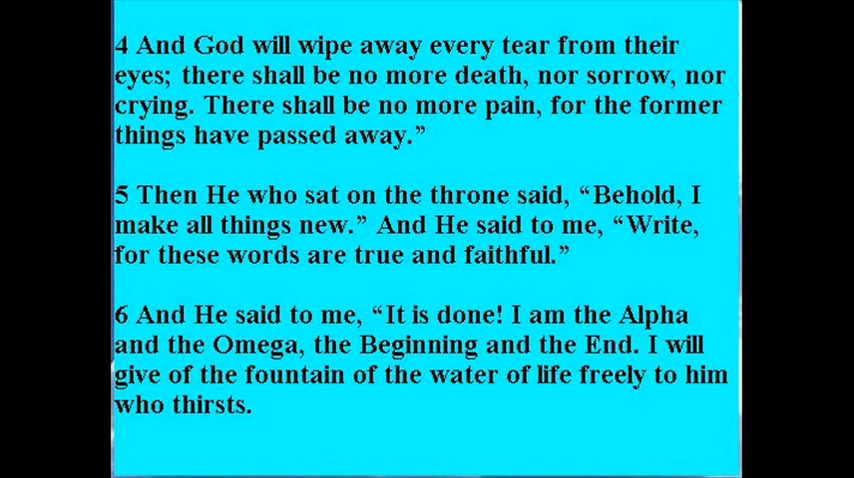 4 And God will wipe away every tear from their
eyes; there shall be no more death, nor sorrow, nor
crying. There shall be no more pain, for the former
things have passed away.”
5 Then He who sat on the throne said, “Behold, I
make all things new.” And He said to me, “Write,
for these words are true and faithful.”
6 And He said to me, “It is done! I am the Alpha
and the Omega, the Beginning and the End. I will
give of the fountain of the water of life freely to him
who thirsts.